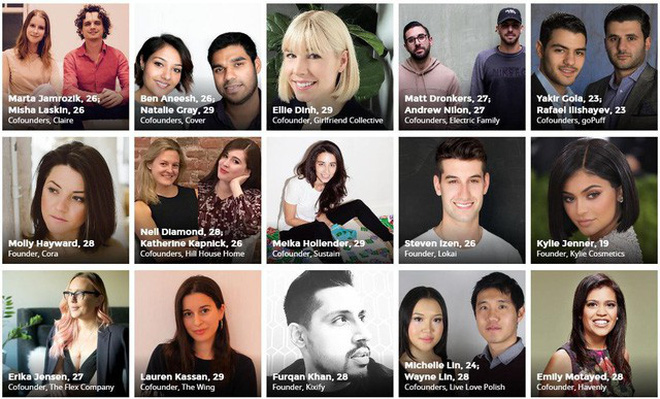 Marta Jamrozik, 26;
Misha Laskin, 26
Cofounders, Claire
Ben Aneesh, 26;
Natalie Gray, 29
Cofounders, Cover
Ellie Dinh, 29
Cofounder, Girlfriend Collective
Matt Dronkers, 27;
Andrew Nilon, 27
Cofounders, Electric Family
Yakir Gola, 23;
Rafael Ilishayev, 23
Cofounders, goPuff
Molly Hayward, 28
Founder, Cora
Neil Diamond, 28;
Katherine Kapnick, 26
Cofounders, Hill House Home
Meika Hollender, 29
Cofounder, Sustain
Steven Izen, 26
Founder, Lokai
Kylie Jenner, 19
Founder, Kylie Cosmetics
Erika Jensen, 27
Cofounder, The Flex Company
Lauren Kassan, 29
Cofounder, The Wing
Furqan Khan, 28
Founder, Kixify
Michelle Lin, 24;
Wayne Lin, 28
Cofounders, Live Love Polish
Emily Motayed, 28
Cofounder, Havenly